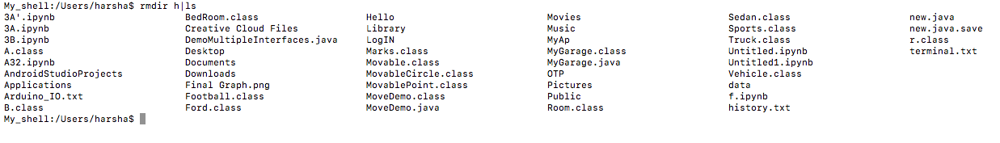 My_shell:/Users/harsha$ rmdir h|ls
3A'.ipynb BedRoom.class Hello Movies Sedan.class new.java
3A.ipynb Creative Cloud Files Library Music Sports.class new.java.save
3B.ipynb DemoMultipleInterfaces.java LogIN MyAp Truck.class r.class
A.class Desktop Marks.class MyGarage.class Untitled.ipynb terminal.txt
A32.ipynb Documents Movable.class MyGarage.java Untitled1.ipynb
AndroidStudioProjects Downloads MovableCircle.class OTP Vehicle.class
Applications Final Graph.png MovablePoint.class Pictures data
Arduino_IO.txt Football.class MoveDemo.class Public f.ipynb
B.class Ford.class MoveDemo.java Room.class history.txt
My_shell:/Users/harsha$